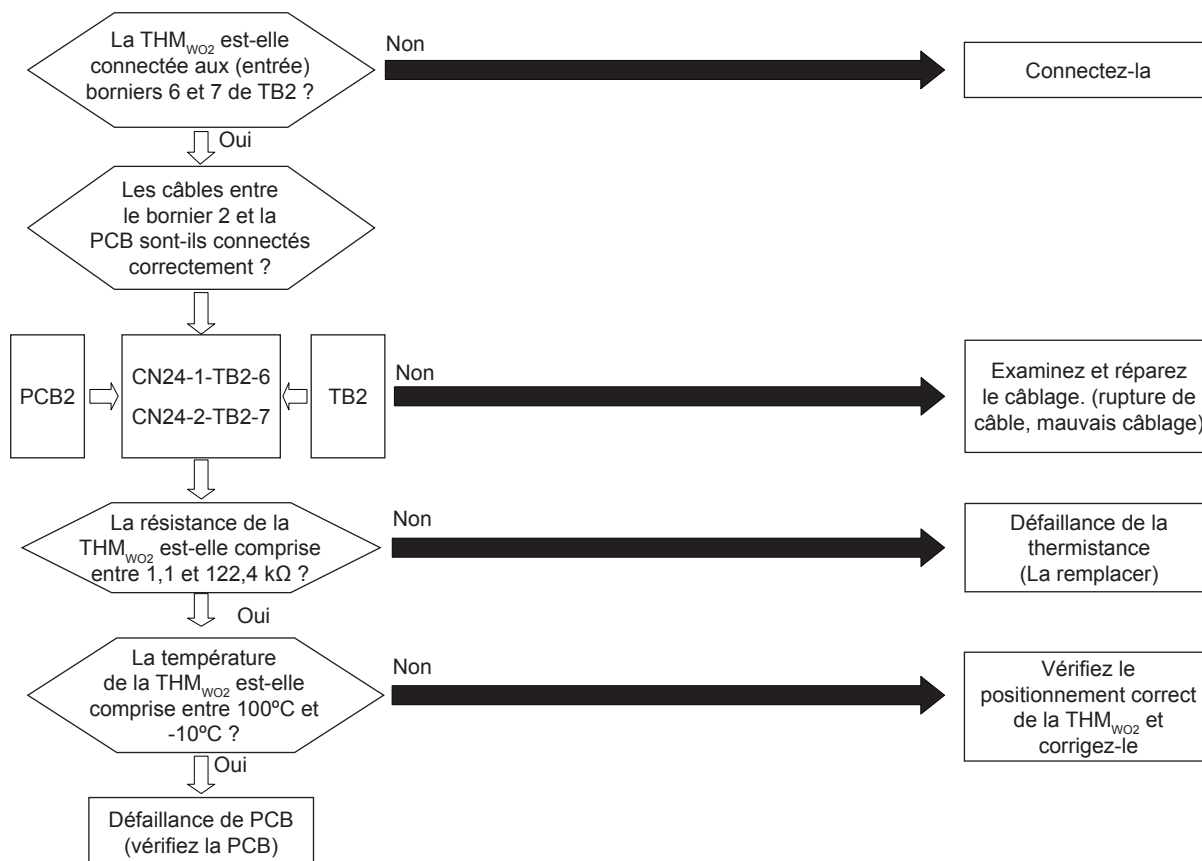 La THMWO2 est-elle
connectée aux (entrée)
borniers 6 et 7 de TB2 ?
Non
Connectez-la
Oui
Les câbles entre
le bornier 2 et la
PCB sont-ils connectés
correctement ?
PCB2
CN24-1-TB2-6
CN24-2-TB2-7
TB2
Non
Examinez et réparez
le câblage. (rupture de
câble, mauvais câblage)
La résistance de la
THMWO2 est-elle comprise
entre 1,1 et 122,4 kΩ ?
Non
Défaillance de la
thermistance
(La remplacer)
Oui
La température
de la THMWO2 est-elle
comprise entre 100ºC et
-10ºC ?
Non
Vérifiez le
positionnement correct
de la THMWO2 et
corrigez-le
Oui
Défaillance de PCB
(vérifiez la PCB)